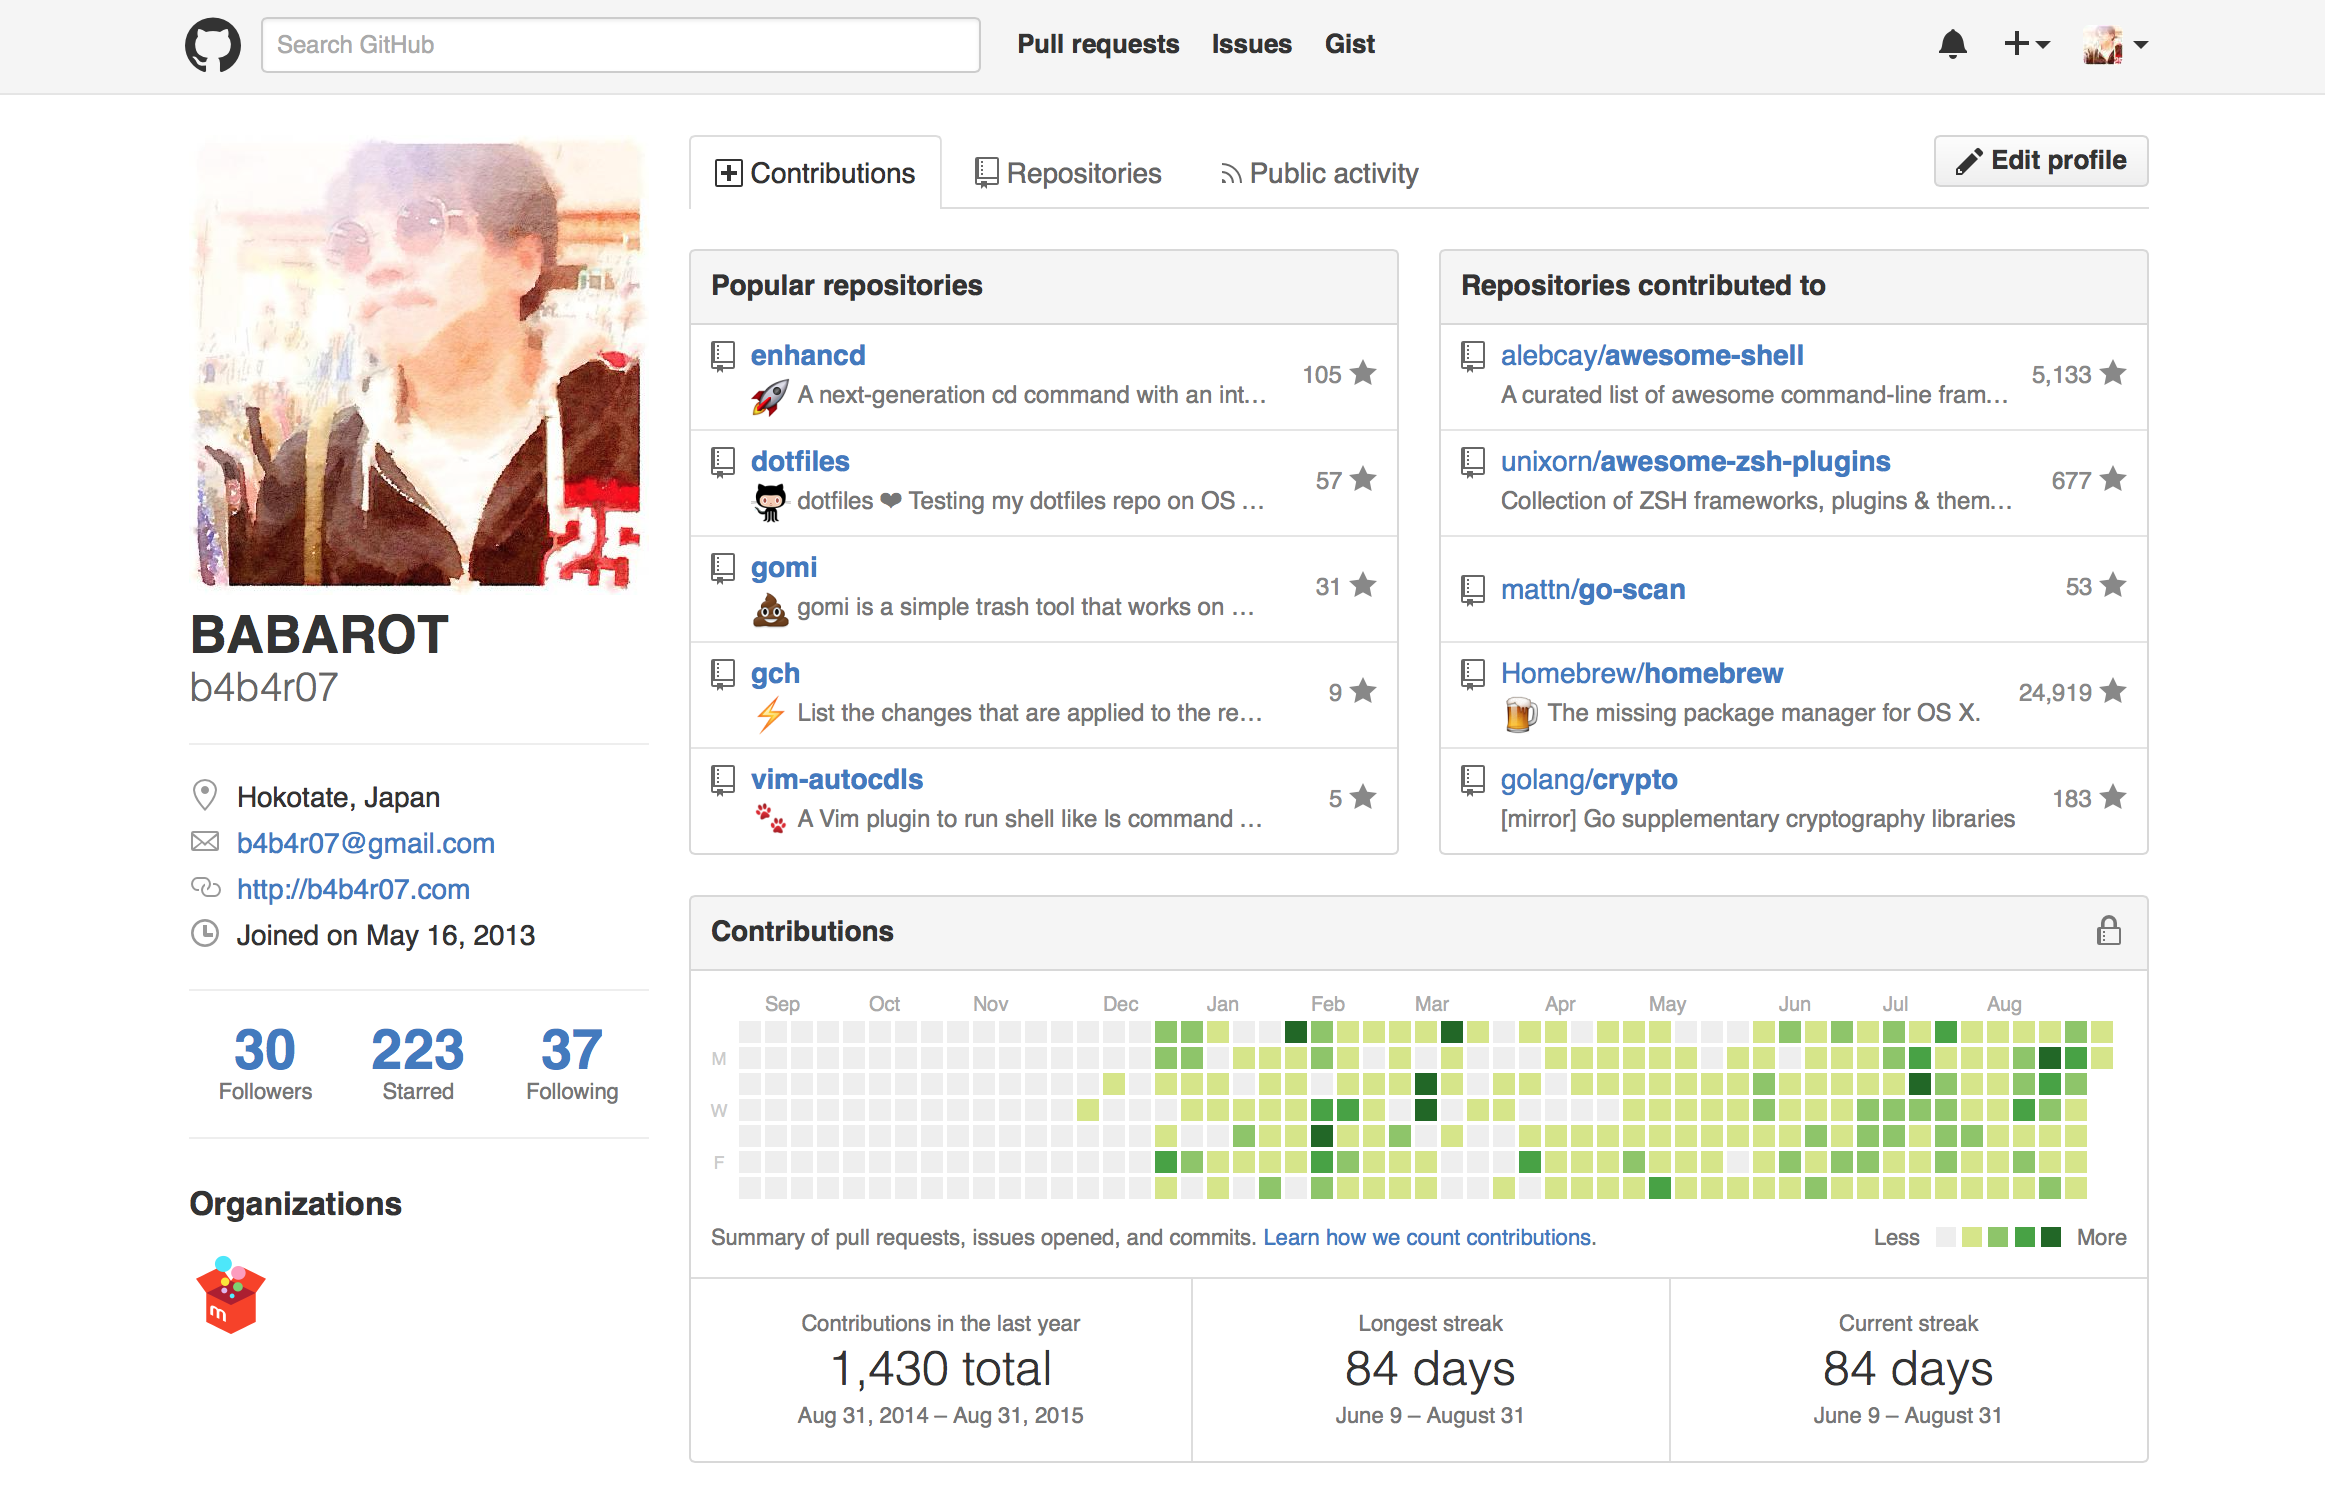 Search GitHub
Pull requests Issues Gist
Contributions Repositories Public activity
Edit profile
BABAROT
b4b4r07
Hokotate, Japan
b4b4r07@gmail.com
http://b4b4r07.com
Joined on May 16, 2013
30 223 37
Followers Starred Following
Organizations
m
Popular repositories
enhancd
A next-generation cd command with an int…
105
dotfiles
dotfiles ❤ Testing my dotfiles repo on OS …
57
gomi
gomi is a simple trash tool that works on …
31
gch
List the changes that are applied to the re…
9
vim-autocdls
A Vim plugin to run shell like ls command …
5
Repositories contributed to
alebcay/awesome-shell
A curated list of awesome command-line fram…
5,133
unixorn/awesome-zsh-plugins
Collection of ZSH frameworks, plugins & them…
677
mattn/go-scan
53
Homebrew/homebrew
The missing package manager for OS X.
24,919
golang/crypto
[mirror] Go supplementary cryptography libraries
183
Contributions
Sep Oct Nov Dec Jan Feb Mar Apr May Jun Jul Aug
M
W
F
Summary of pull requests, issues opened, and commits. Learn how we count contributions.
Less More
Contributions in the last year
1,430 total
Aug 31, 2014 – Aug 31, 2015
Longest streak
84 days
June 9 – August 31
Current streak
84 days
June 9 – August 31